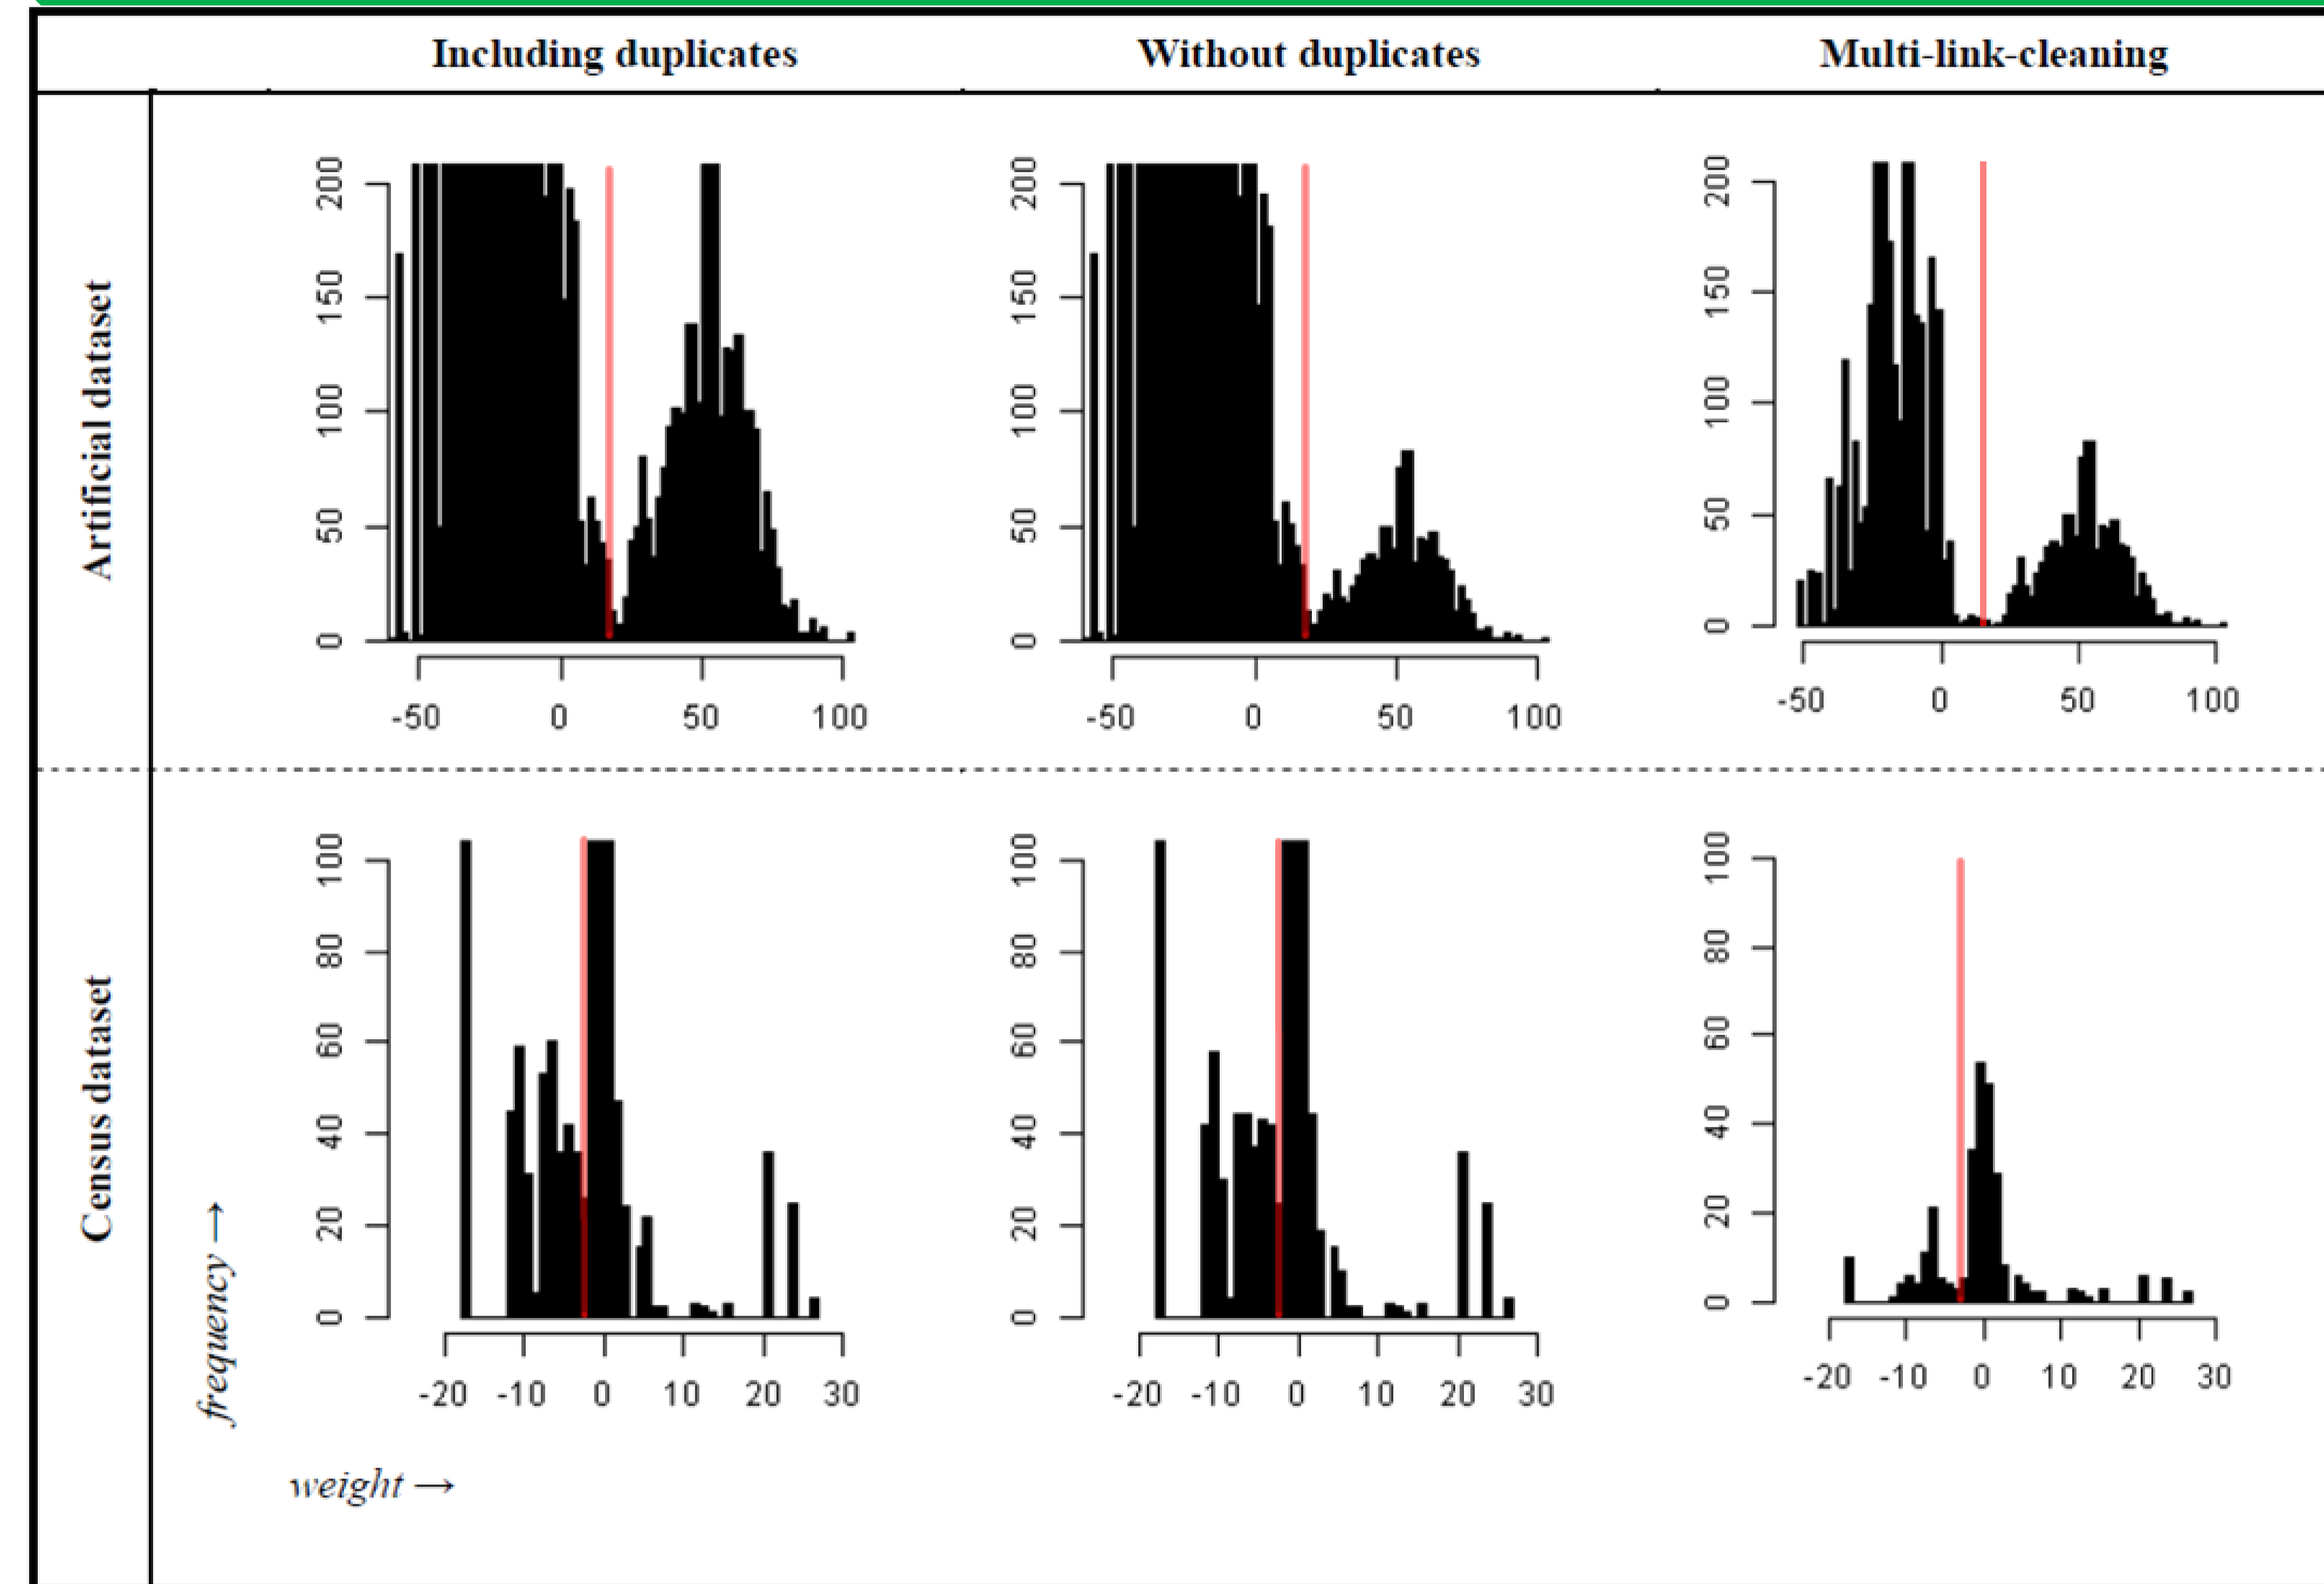 Including duplicates
Without duplicates
Multi-link-cleaning
Artificial dataset
200
150
100
50
0
-50 0 50 100
200
150
100
50
0
-50 0 50 100
200
150
100
50
0
-50 0 50 100
Census dataset
frequency →
weight →
100
80
60
40
20
0
-20 -10 0 10 20 30
100
80
60
40
20
0
-20 -10 0 10 20 30
100
80
60
40
20
0
-20 -10 0 10 20 30